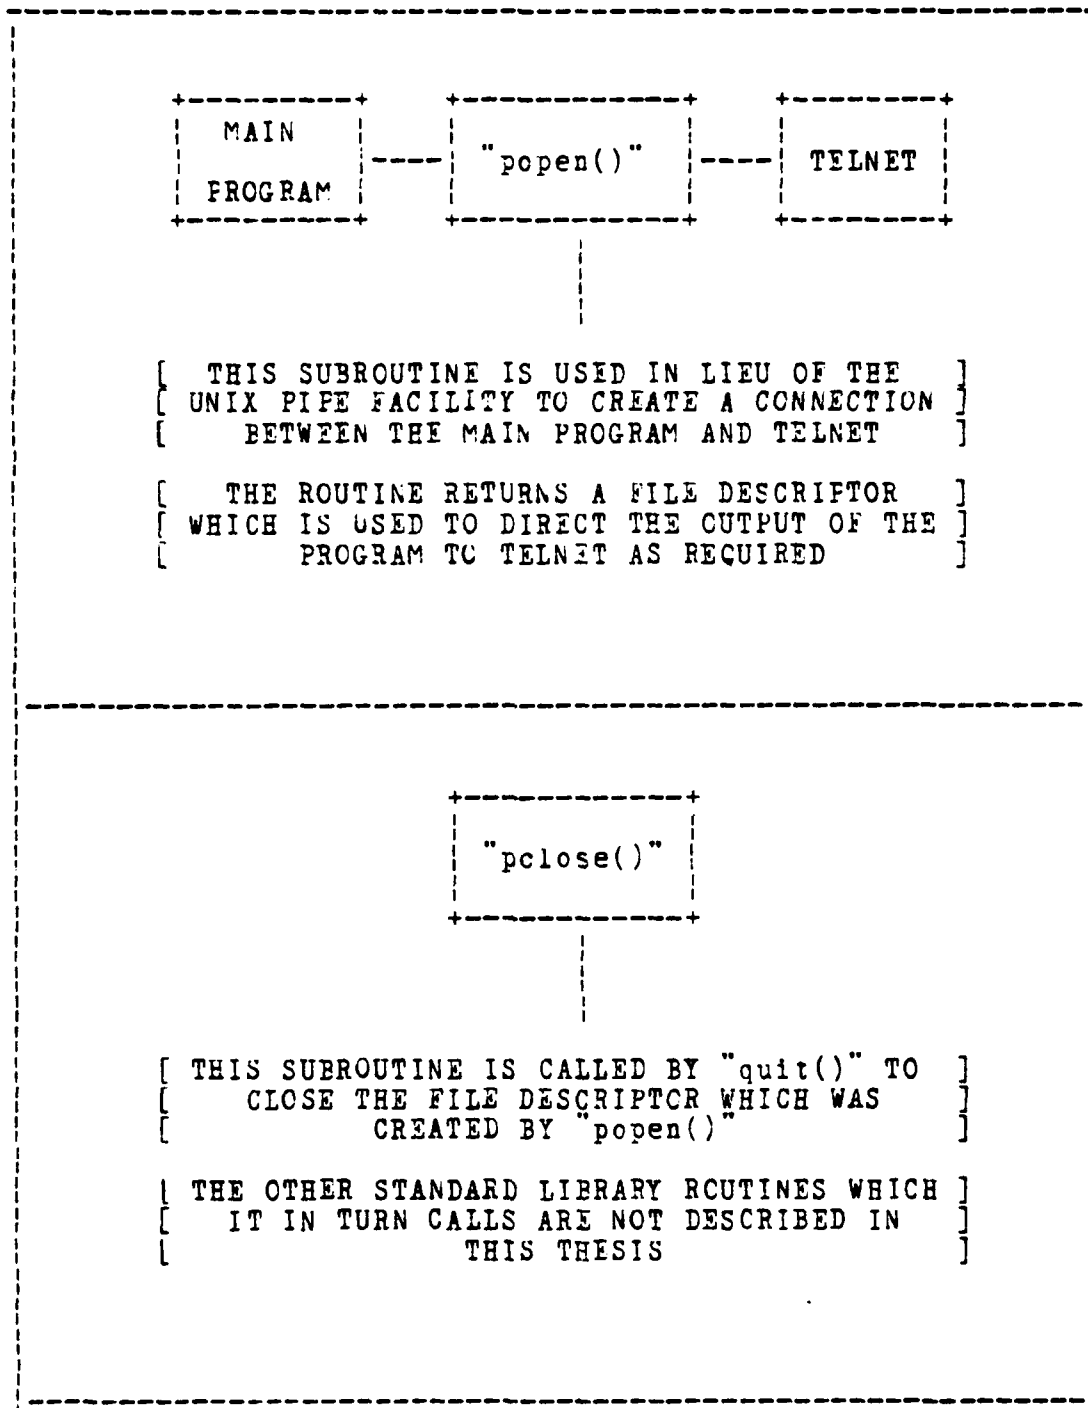 MAIN
PROGRAM
"popen()"
TELNET
[ THIS SUBROUTINE IS USED IN LIEU OF THE ]
[ UNIX PIPE FACILITY TO CREATE A CONNECTION ]
[ BETWEEN THE MAIN PROGRAM AND TELNET ]
[ THE ROUTINE RETURNS A FILE DESCRIPTOR ]
[ WHICH IS USED TO DIRECT THE OUTPUT OF THE ]
[ PROGRAM TO TELNET AS REQUIRED ]
"pclose()"
[ THIS SUBROUTINE IS CALLED BY "quit()" TO ]
[ CLOSE THE FILE DESCRIPTOR WHICH WAS ]
[ CREATED BY "popen()" ]
[ THE OTHER STANDARD LIBRARY ROUTINES WHICH ]
[ IT IN TURN CALLS ARE NOT DESCRIBED IN ]
[ THIS THESIS ]